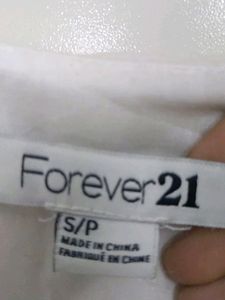 Forever21
S/P
MADE IN CHINA
FABRIQUÉ EN CHINE